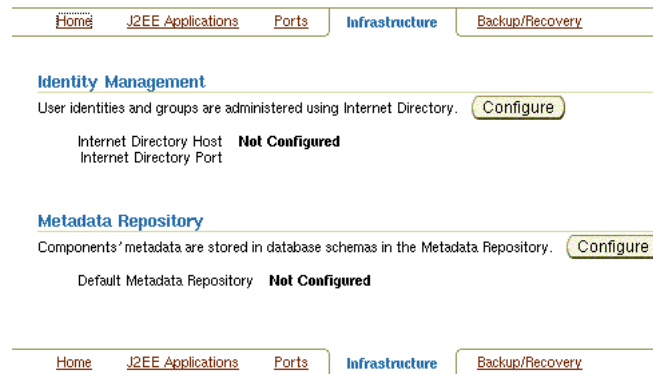 Home J2EE Applications Ports Infrastructure Backup/Recovery
Identity Management
User identities and groups are administered using Internet Directory. Configure
Internet Directory Host Not Configured
Internet Directory Port
Metadata Repository
Components' metadata are stored in database schemas in the Metadata Repository. Configure
Default Metadata Repository Not Configured
Home J2EE Applications Ports Infrastructure Backup/Recovery